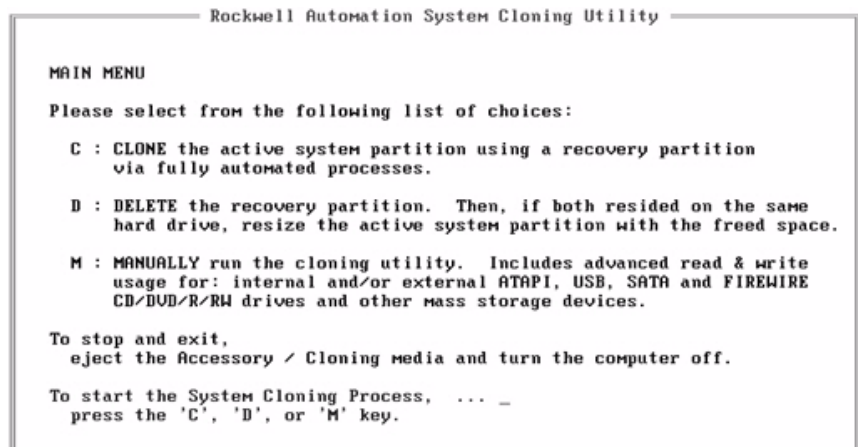 Rockwell Automation System Cloning Utility
MAIN MENU
Please select from the following list of choices:
C : CLONE the active system partition using a recovery partition
via fully automated processes.
D : DELETE the recovery partition. Then, if both resided on the same
hard drive, resize the active system partition with the freed space.
M : MANUALLY run the cloning utility. Includes advanced read & write
usage for: internal and/or external ATAPI, USB, SATA and FIREWIRE
CD/DVD/R/RW drives and other mass storage devices.
To stop and exit,
eject the Accessory / Cloning media and turn the computer off.
To start the System Cloning Process, ... _
press the 'C', 'D', or 'M' key.